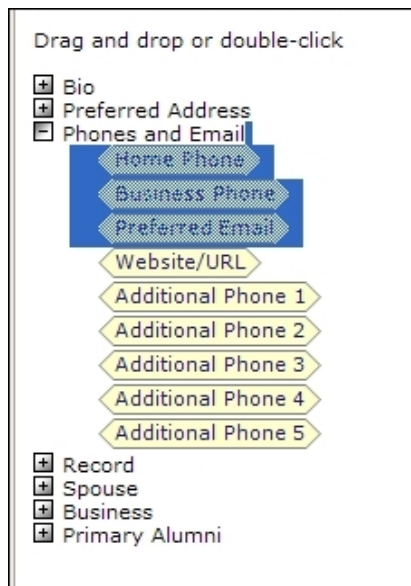 Drag and drop or double-click
Bio
Preferred Address
Phones and Email
Home Phone
Business Phone
Preferred Email
Website/URL
Additional Phone 1
Additional Phone 2
Additional Phone 3
Additional Phone 4
Additional Phone 5
Record
Spouse
Business
Primary Alumni